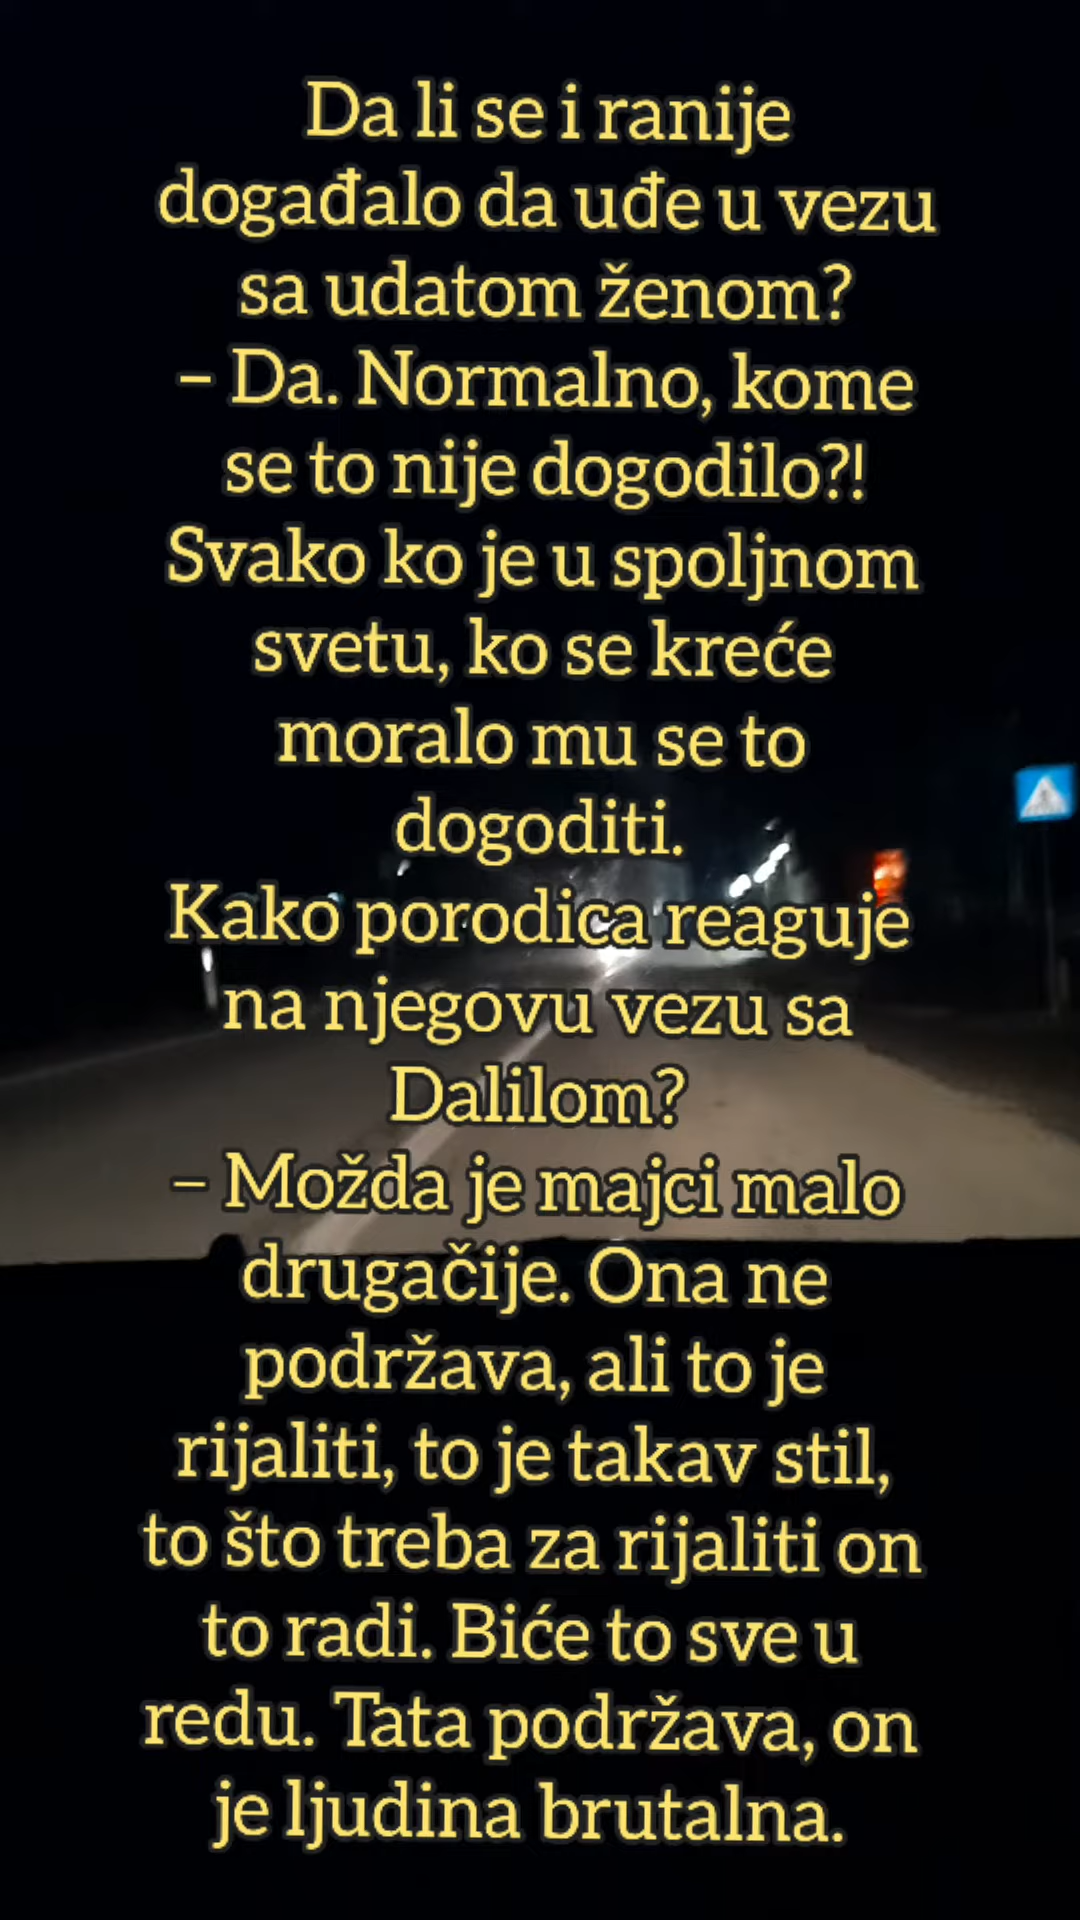 Da li se i ranije
događalo da uđe u vezu
sa udatom ženom?
– Da. Normalno, kome
se to nije dogodilo?!
Svako ko je u spoljnom
svetu, ko se kreće
moralo mu se to
dogoditi.
Kako porodica reaguje
na njegovu vezu sa
Dalilom?
– Možda je majci malo
drugačije. Ona ne
podržava, ali to je
rijaliti, to je takav stil,
to što treba za rijaliti on
to radi. Biće to sve u
redu. Tata podržava, on
je ljudina brutalna.